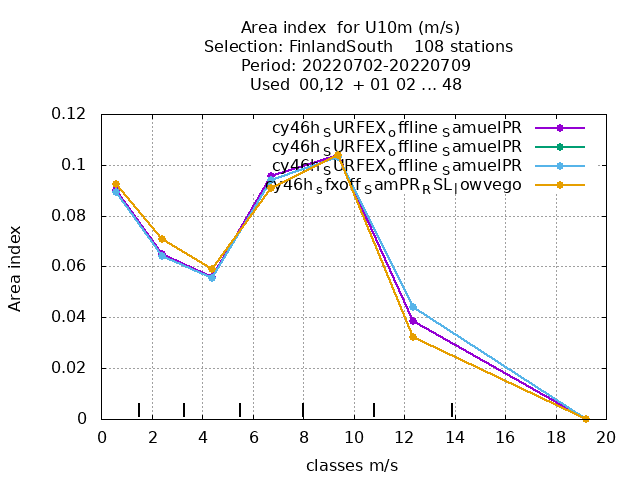 Area index  for U10m (m/s)
Selection: FinlandSouth    108 stations
Period: 20220702-20220709
Used  00,12  + 01 02 ... 48
0.12
0.1
0.08
0.06
0.04
0.02
0
Area index
cy46h_SURFEX_offline_SamuelPR
cy46h_SURFEX_offline_SamuelPR
cy46h_SURFEX_offline_SamuelPR
cy46h_sfxoff_SamPR_RSL_lowvego
0 2 4 6 8 10 12 14 16 18 20
classes m/s